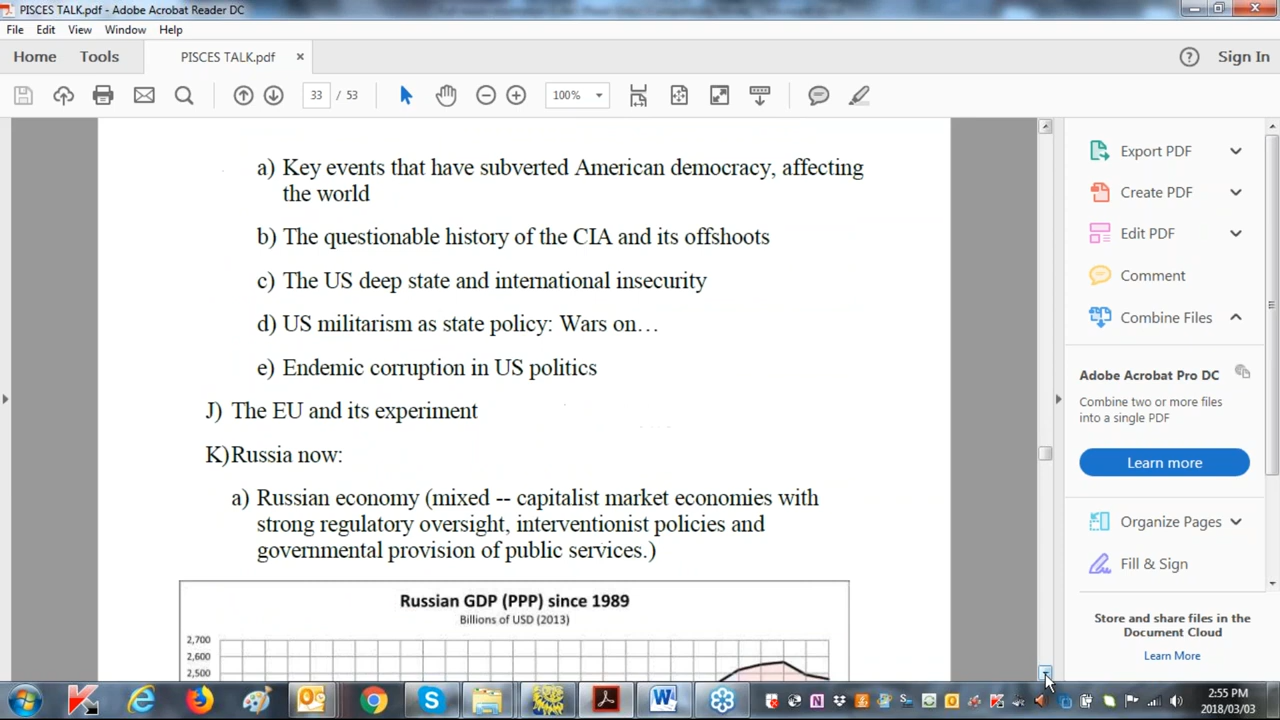 PISCES TALK.pdf - Adobe Acrobat Reader DC
File Edit View Window Help
Home Tools PISCES TALK.pdf × Sign In
33 / 53 100%
a) Key events that have subverted American democracy, affecting
the world
b) The questionable history of the CIA and its offshoots
c) The US deep state and international insecurity
d) US militarism as state policy: Wars on…
e) Endemic corruption in US politics
J) The EU and its experiment
K)Russia now:
a) Russian economy (mixed -- capitalist market economies with
strong regulatory oversight, interventionist policies and
governmental provision of public services.)
Russian GDP (PPP) since 1989
Billions of USD (2013)
2,700
2,600
2,500
Export PDF
Create PDF
Edit PDF
Comment
Combine Files
Adobe Acrobat Pro DC
Combine two or more files
into a single PDF
Learn more
Organize Pages
Fill & Sign
Store and share files in the
Document Cloud
Learn More
2:55 PM
2018/03/03